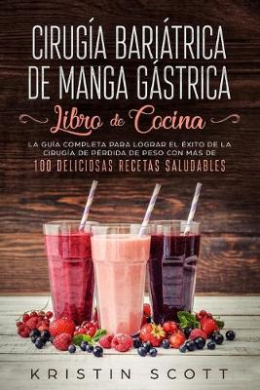 CIRUGÍA BARIÁTRICA
DE MANGA GÁSTRICA
Libro de Cocina
LA GUÍA COMPLETA PARA LOGRAR EL ÉXITO DE LA
CIRUGÍA DE PÉRDIDA DE PESO CON MÁS DE
100 DELICIOSAS RECETAS SALUDABLES
KRISTIN SCOTT